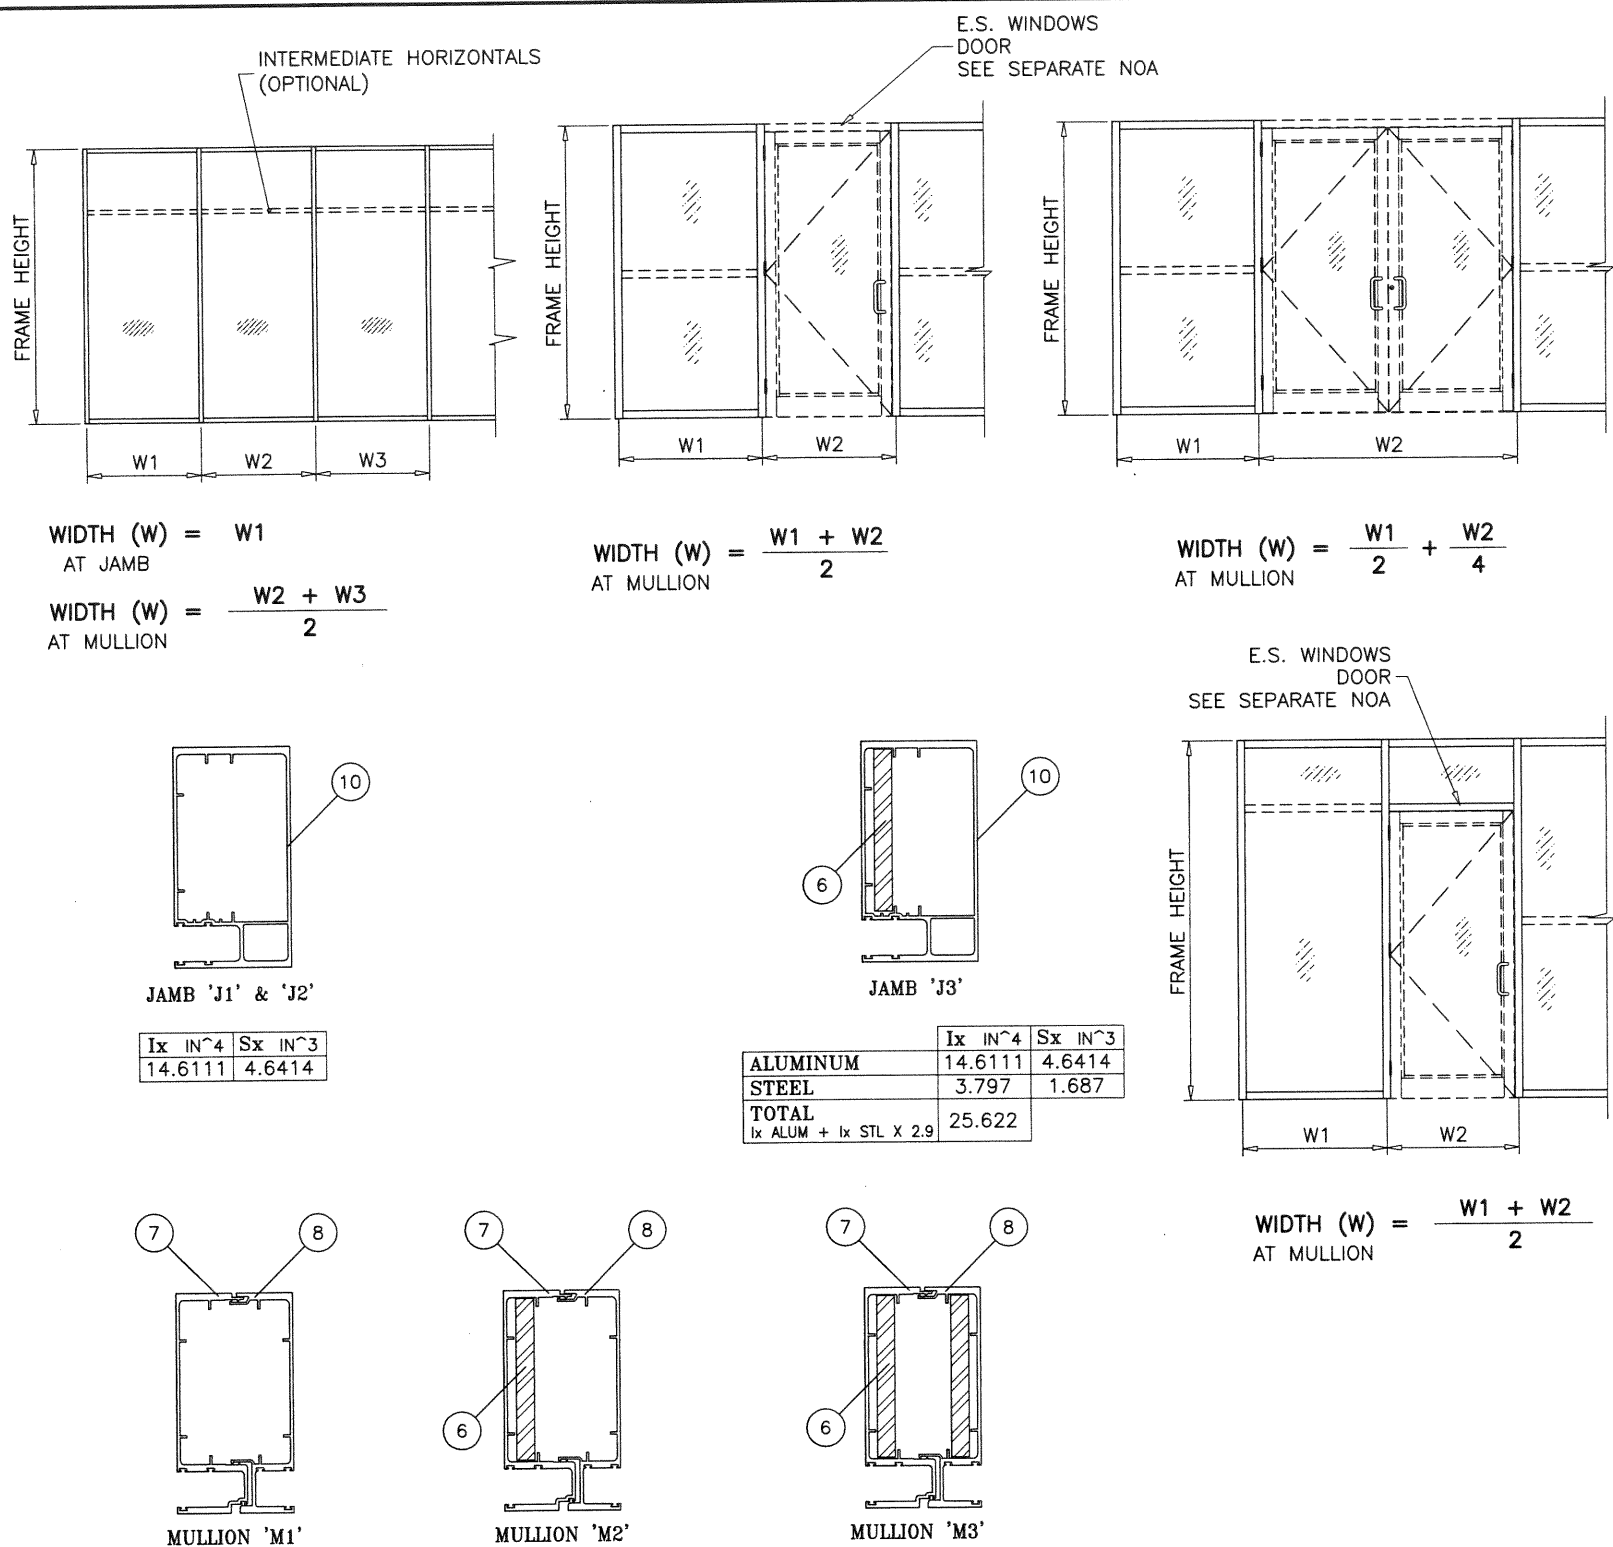 INTERMEDIATE HORIZONTALS
(OPTIONAL)
FRAME HEIGHT
W1 W2 W3
WIDTH (W) = W1
AT JAMB
WIDTH (W) = W2 + W3
2
AT MULLION
E.S. WINDOWS
DOOR
SEE SEPARATE NOA
FRAME HEIGHT
W1 W2
WIDTH (W) = W1 + W2
2
AT MULLION
FRAME HEIGHT
W1 W2
WIDTH (W) = W1 + W2
2 4
AT MULLION
10
JAMB 'J1' & 'J2'
Ix IN^4 Sx IN^3
14.6111 4.6414
10
6
JAMB 'J3'
Ix IN^4 Sx IN^3
ALUMINUM 14.6111 4.6414
STEEL 3.797 1.687
TOTAL 25.622
Ix ALUM + Ix STL X 2.9
E.S. WINDOWS
DOOR
SEE SEPARATE NOA
FRAME HEIGHT
W1 W2
WIDTH (W) = W1 + W2
2
AT MULLION
7 8
MULLION 'M1'
7 8
6
MULLION 'M2'
7 8
6
MULLION 'M3'